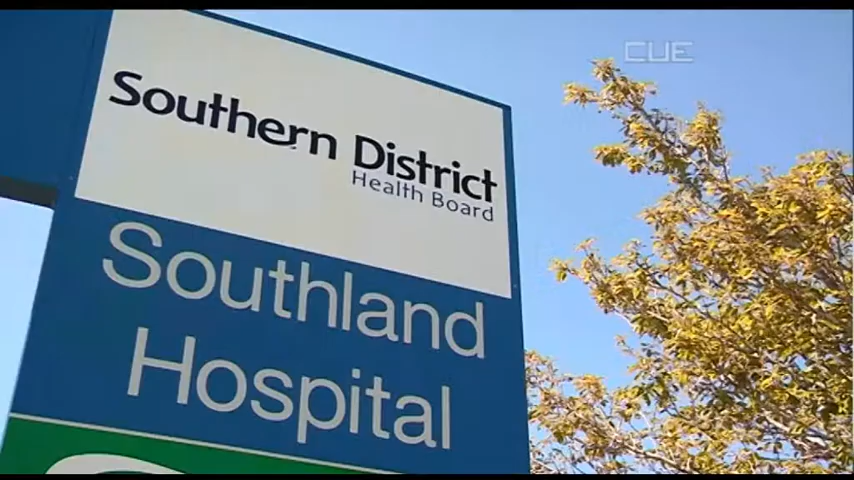 CUE
Southern District
Health Board
Southland
Hospital